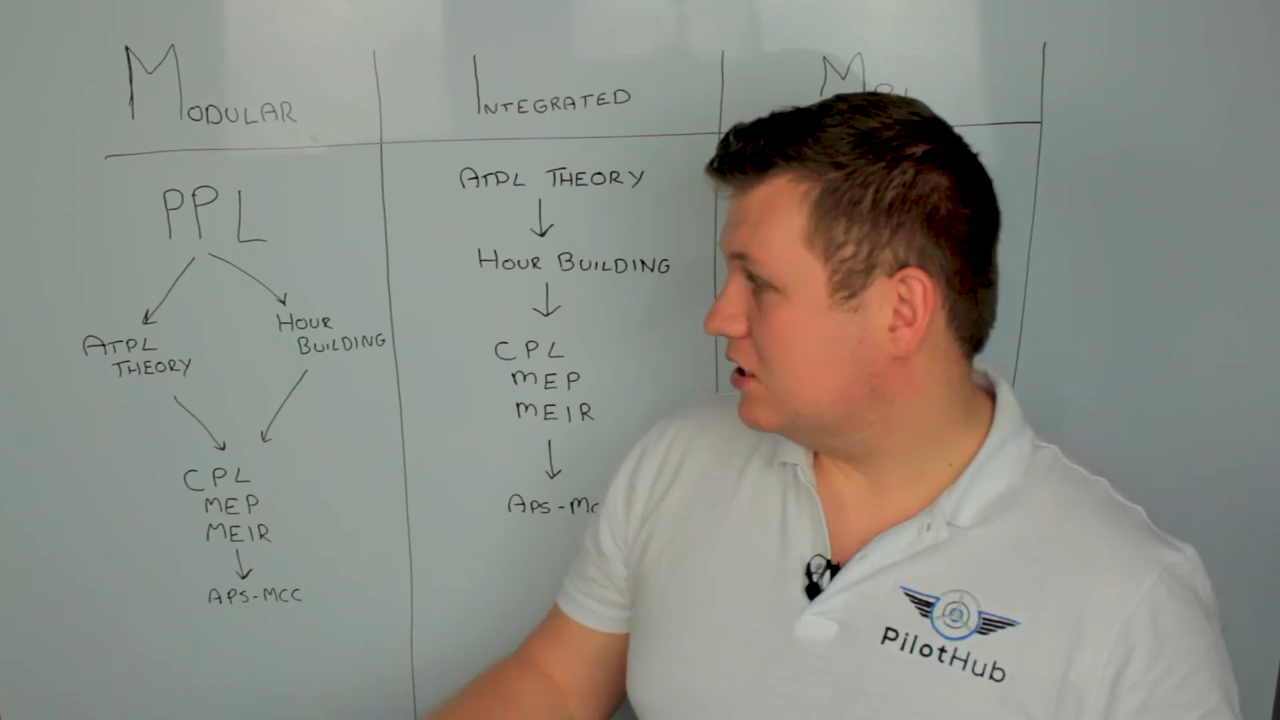 MODULAR
PPL
ATPL
THEORY
HOUR
BUILDING
CPL
MEP
MEIR
APS-MCC
INTEGRATED
ATPL THEORY
HOUR BUILDING
CPL
MEP
MEIR
PilotHub